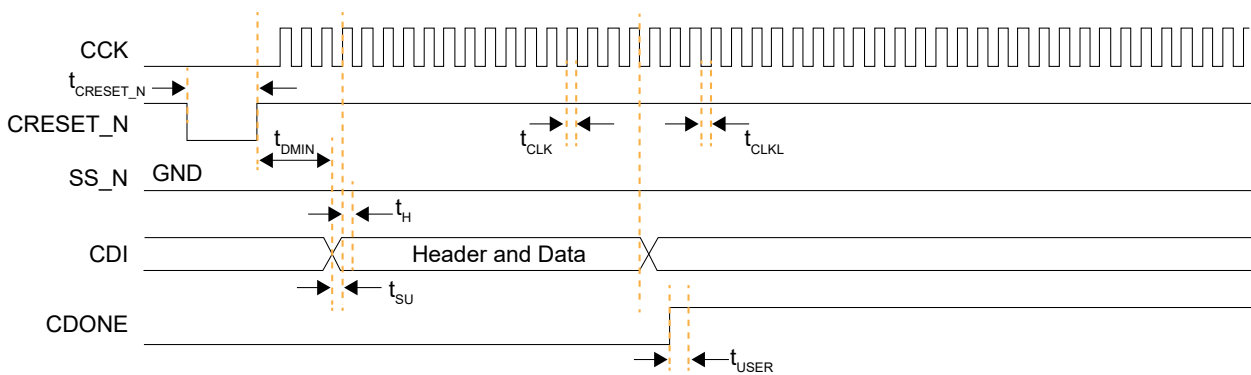 CCK
tCRESET_N
CRESET_N
tDMIN
tCLK
tCLKL
SS_N
GND
tH
CDI
Header and Data
tSU
CDONE
tUSER